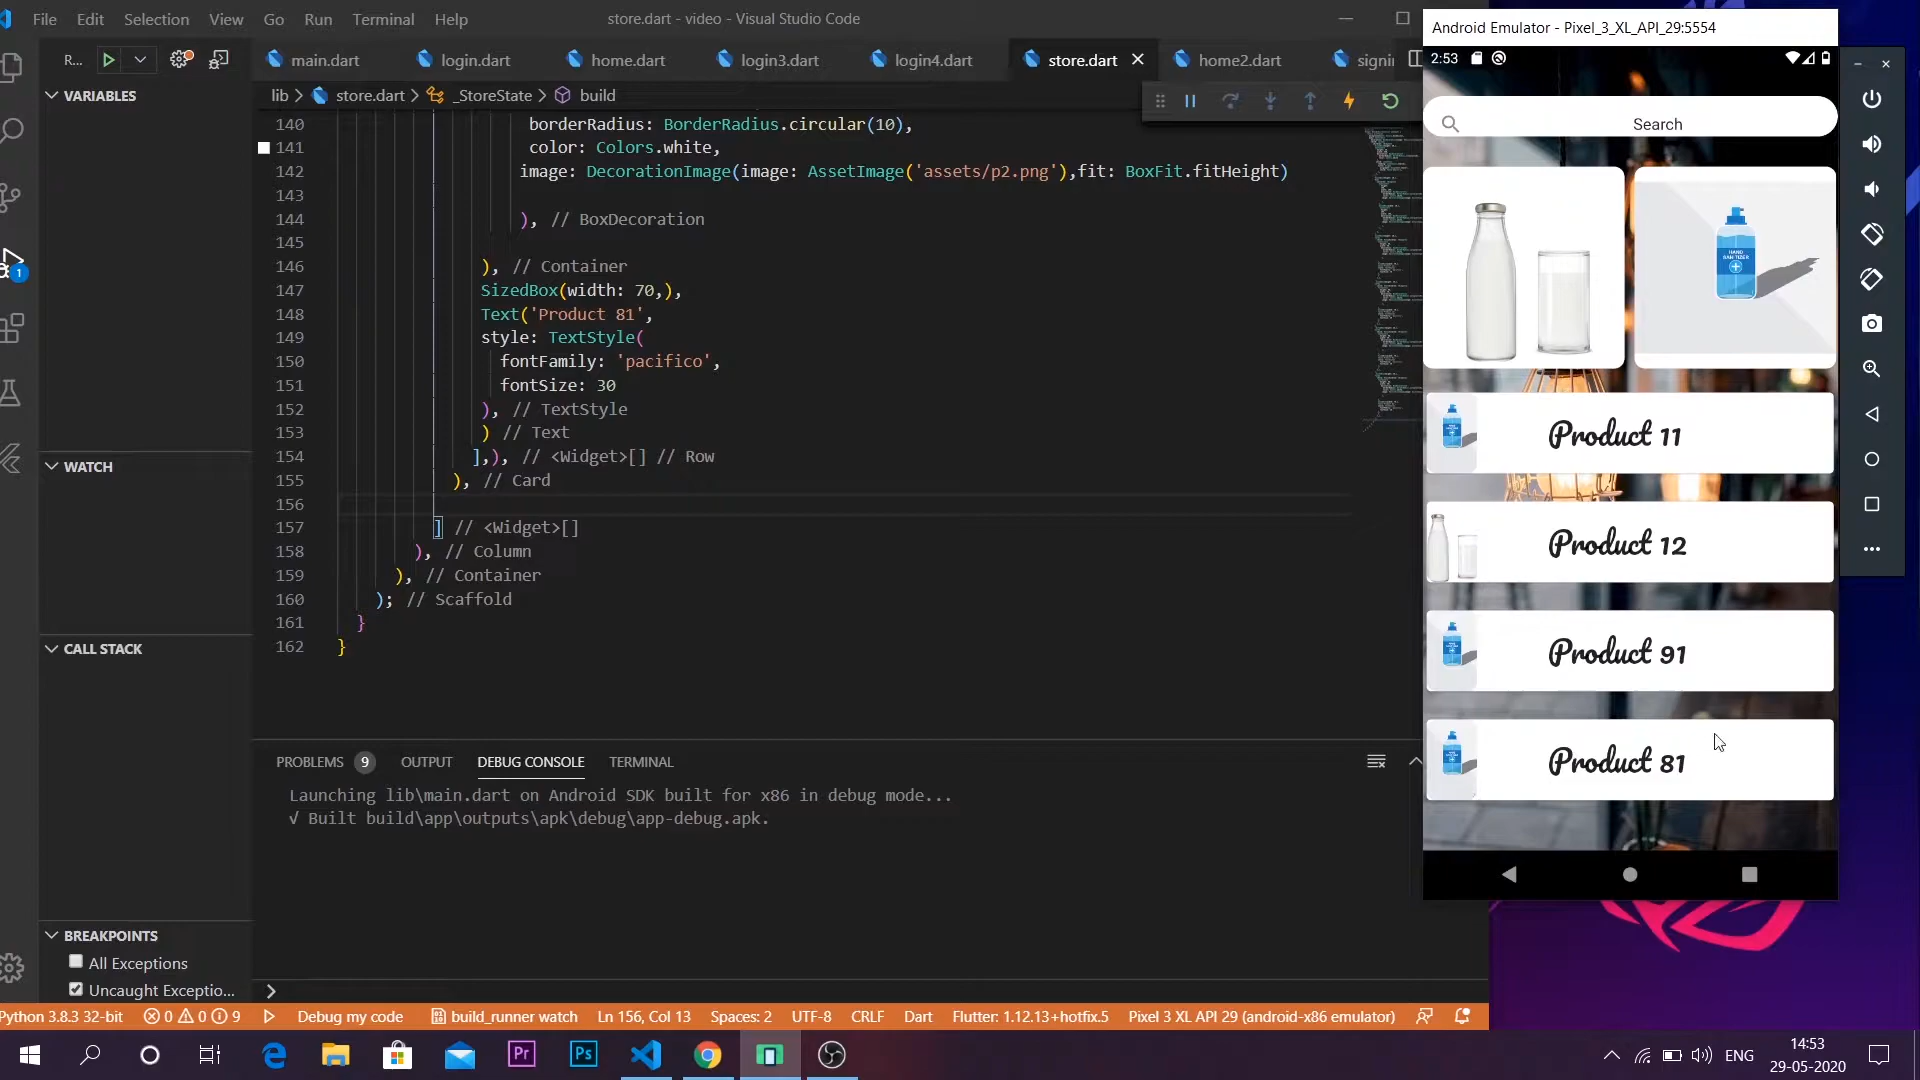 File Edit Selection View Go Run Terminal Help
store.dart - video - Visual Studio Code
R...
main.dart login.dart home.dart login3.dart login4.dart store.dart home2.dart signin
VARIABLES
lib > store.dart > _StoreState > build
140 borderRadius: BorderRadius.circular(10),
141 color: Colors.white,
142 image: DecorationImage(image: AssetImage('assets/p2.png'),fit: BoxFit.fitHeight)
143
144 ), // BoxDecoration
145
146 ), // Container
147 SizedBox(width: 70,),
148 Text('Product 81',
149 style: TextStyle(
150 fontFamily: 'pacifico',
151 fontSize: 30
152 ), // TextStyle
153 ) // Text
154 ],), // <Widget>[] // Row
155 ), // Card
156
157 ] // <Widget>[]
158 ), // Column
159 ), // Container
160 ); // Scaffold
161 }
162 }
WATCH
CALL STACK
BREAKPOINTS
All Exceptions
Uncaught Exceptio...
1
PROBLEMS 9 OUTPUT DEBUG CONSOLE TERMINAL
Launching lib\main.dart on Android SDK built for x86 in debug mode...
√ Built build\app\outputs\apk\debug\app-debug.apk.
Android Emulator - Pixel_3_XL_API_29:5554
2:53
Search
HAND
SANITIZER
Product 11
Product 12
Product 91
Product 81
Python 3.8.3 32-bit 0 0 9 Debug my code build_runner watch Ln 156, Col 13 Spaces: 2 UTF-8 CRLF Dart Flutter: 1.12.13+hotfix.5 Pixel 3 XL API 29 (android-x86 emulator)
Pr Ps
ENG
14:53
29-05-2020